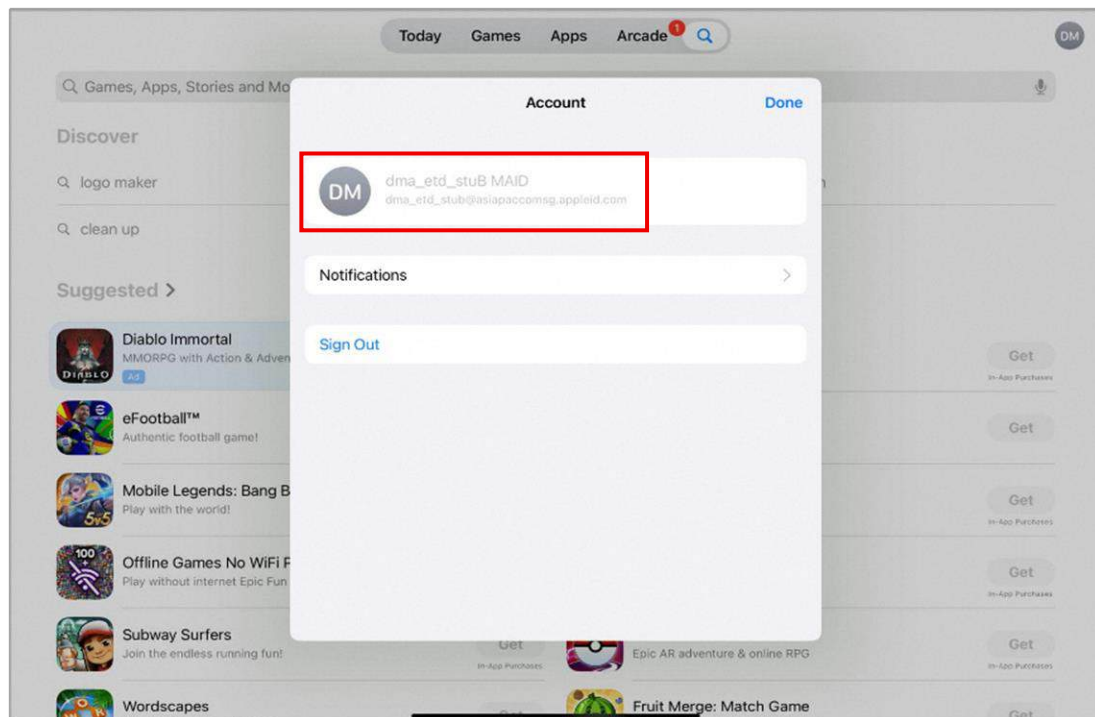 Today Games Apps Arcade 1
DM
Games, Apps, Stories and Mo
Account
Done
Discover
logo maker
DM
dma_etd_stuB MAID
dma_etd_stub@asiapaccomsg.appleid.com
clean up
Notifications
Suggested
Sign Out
Diablo Immortal
MMORPG with Action & Adven
Ad
DIABLO
Get
In-App Purchases
eFootball™
Authentic football game!
Get
Mobile Legends: Bang B
Play with the world!
5v5
Get
In-App Purchases
100
Offline Games No WiFi P
Play without internet Epic Fun
Get
In-App Purchases
Subway Surfers
Join the endless running fun!
Get
In-App Purchases
Epic AR adventure & online RPG
Get
In-App Purchases
Wordscapes
Fruit Merge: Match Game
Get